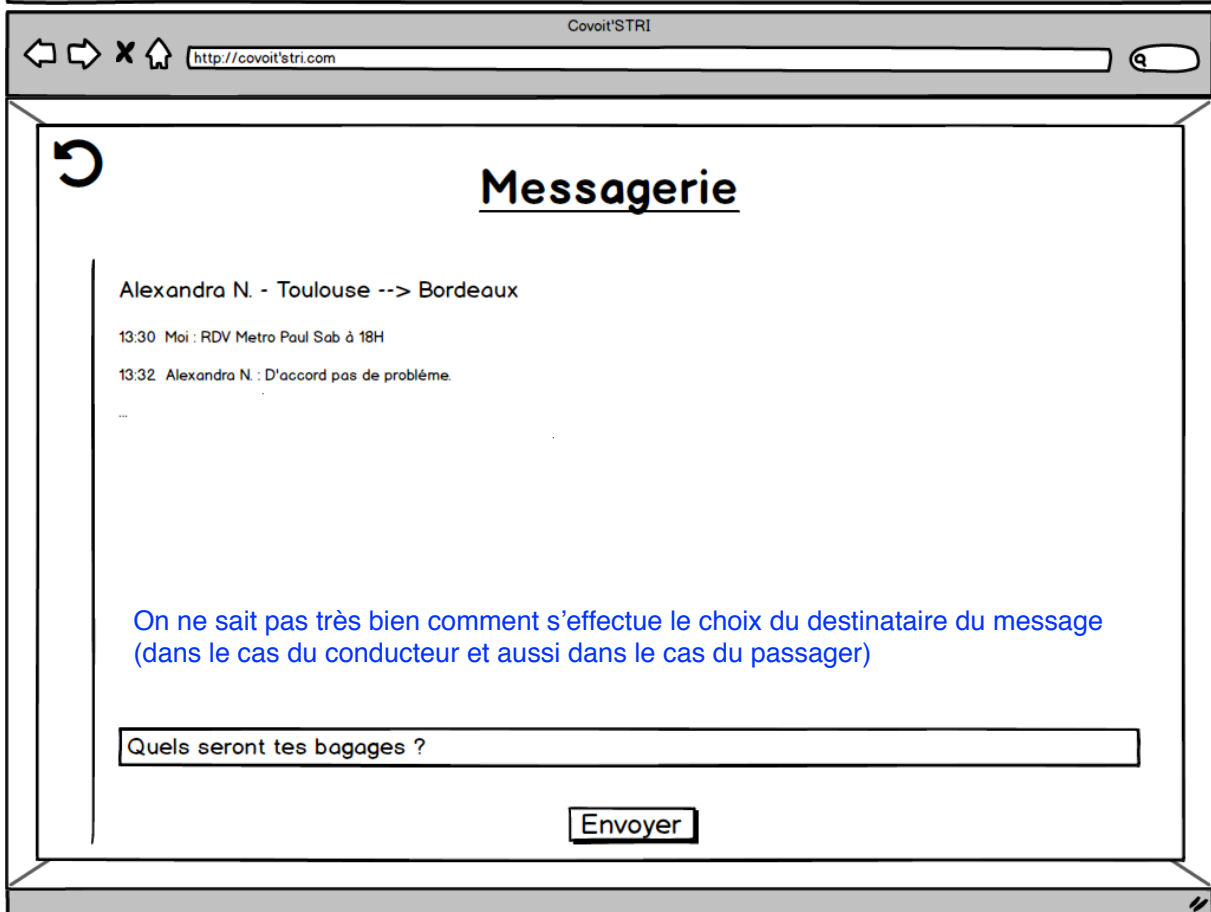 Covoit'STRI
http://covoit'stri.com
Messagerie
Alexandra N. - Toulouse --> Bordeaux
13:30 Moi : RDV Metro Paul Sab à 18H
13:32 Alexandra N. : D'accord pas de probléme.
...
On ne sait pas très bien comment s’effectue le choix du destinataire du message
(dans le cas du conducteur et aussi dans le cas du passager)
Quels seront tes bagages ?
Envoyer